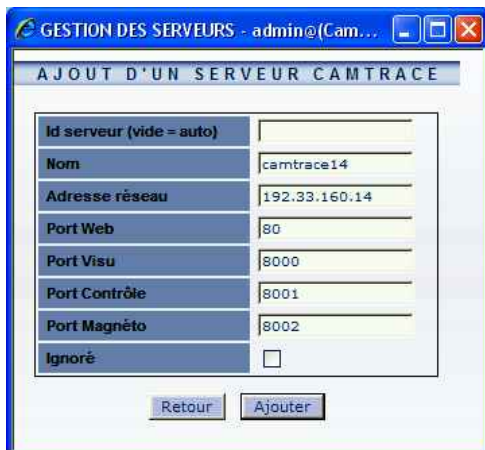 GESTION DES SERVEURS - admin@(Cam...
AJOUT D'UN SERVEUR CAMTRACE
Id serveur (vide = auto)
Nom camtrace14
Adresse réseau 192.33.160.14
Port Web 80
Port Visu 8000
Port Contrôle 8001
Port Magnéto 8002
Ignoré
Retour Ajouter